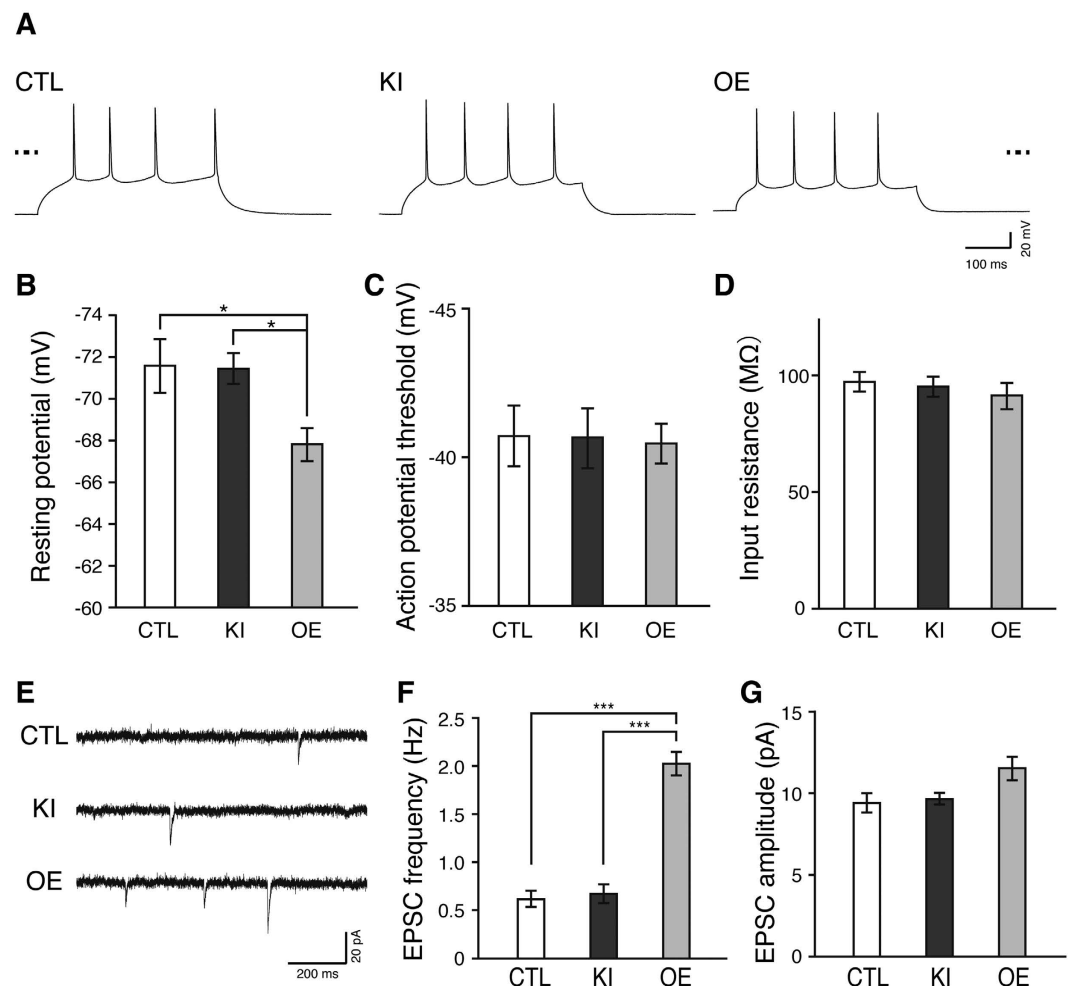 A
CTL
KI
OE
20 mV
100 ms
B
Resting potential (mV)
-74
-72
-70
-68
-66
-64
-62
-60
*
*
CTL KI OE
C
Action potential threshold (mV)
-45
-40
-35
CTL KI OE
D
Input resistance (MΩ)
100
50
0
CTL KI OE
E
CTL
KI
OE
20 pA
200 ms
F
EPSC frequency (Hz)
2.5
2.0
1.5
1.0
0.5
0
***
***
CTL KI OE
G
EPSC amplitude (pA)
15
10
5
0
CTL KI OE